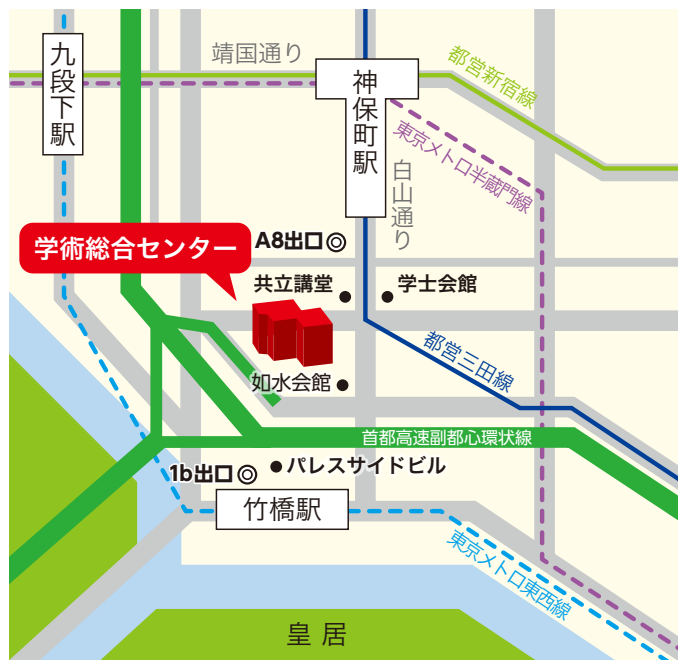 靖国通り
九段下駅
神保町駅
都営新宿線
東京メトロ半蔵門線
白山通り
A8出口
学術総合センター
共立講堂
学士会館
都営三田線
如水会館
首都高速副都心環状線
1b出口
パレスサイドビル
竹橋駅
東京メトロ東西線
皇居